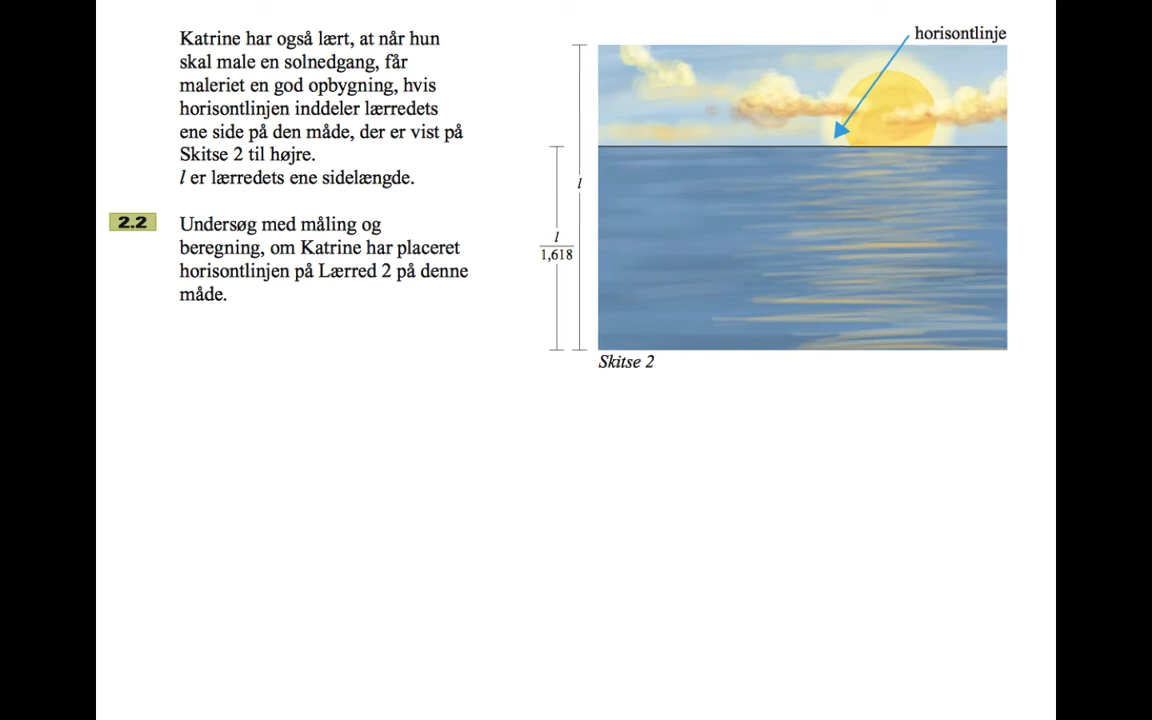 Katrine har også lært, at når hun
skal male en solnedgang, får
maleriet en god opbygning, hvis
horisontlinjen inddeler lærredets
ene side på den måde, der er vist på
Skitse 2 til højre.
l er lærredets ene sidelængde.
2.2 Undersøg med måling og
beregning, om Katrine har placeret
horisontlinjen på Lærred 2 på denne
måde.
horisontlinje
l
l
1,618
Skitse 2